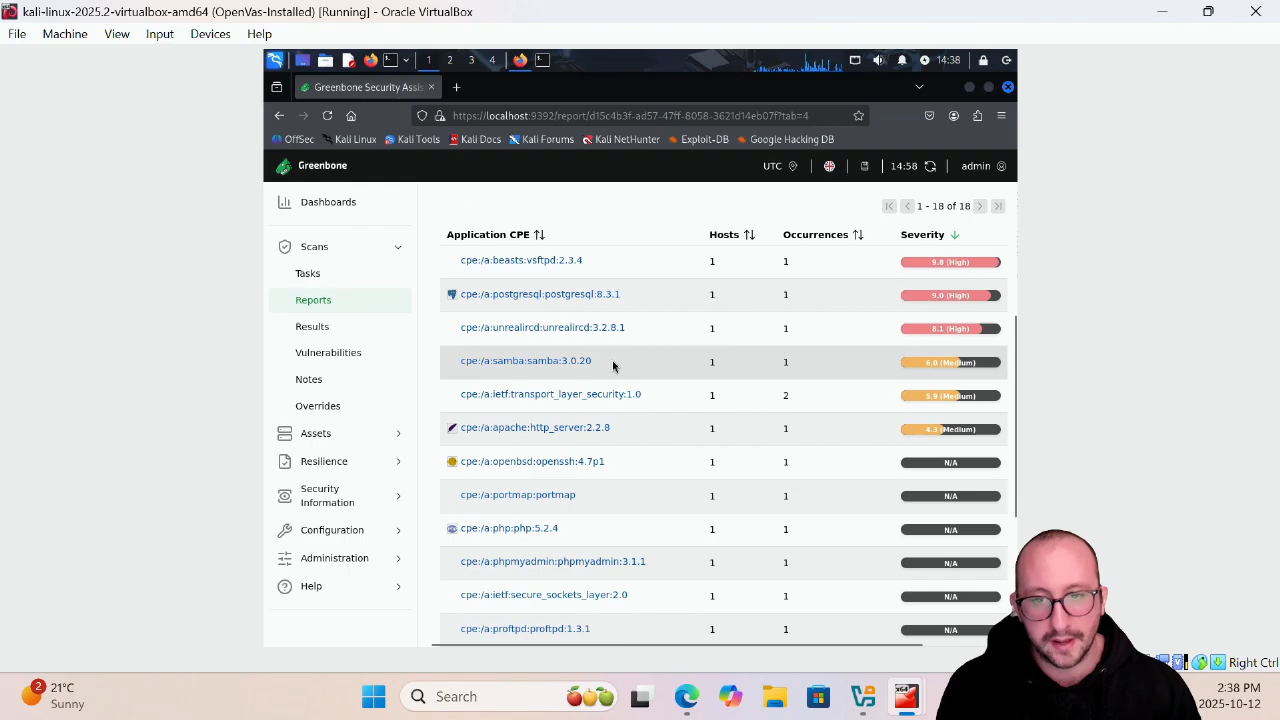 kali-linux-2025.2-virtualbox-amd64 (OpenVas-Installed) [Running] - Oracle VirtualBox
File Machine View Input Devices Help
1 2 3 4 14:38
Greenbone Security Assis
https://localhost:9392/report/d15c4b3f-ad57-47ff-8058-3621d14eb07f?tab=4
OffSec Kali Linux Kali Tools Kali Docs Kali Forums Kali NetHunter Exploit-DB Google Hacking DB
Greenbone UTC 14:58 admin
Dashboards
Scans
Tasks
Reports
Results
Vulnerabilities
Notes
Overrides
Assets
Resilience
Security
Information
Configuration
Administration
Help
1 - 18 of 18
Application CPE Hosts Occurrences Severity
cpe:/a:beasts:vsftpd:2.3.4 1 1 9.8 (High)
cpe:/a:postgresql:postgresql:8.3.1 1 1 9.0 (High)
cpe:/a:unrealircd:unrealircd:3.2.8.1 1 1 8.1 (High)
cpe:/a:samba:samba:3.0.20 1 1 6.0 (Medium)
cpe:/a:ietf:transport_layer_security:1.0 1 2 5.9 (Medium)
cpe:/a:apache:http_server:2.2.8 1 1 4.3 (Medium)
cpe:/a:openbsd:openssh:4.7p1 1 1 N/A
cpe:/a:portmap:portmap 1 1 N/A
cpe:/a:php:php:5.2.4 1 1 N/A
cpe:/a:phpmyadmin:phpmyadmin:3.1.1 1 1 N/A
cpe:/a:ietf:secure_sockets_layer:2.0 1 1 N/A
cpe:/a:proftpd:proftpd:1.3.1 1 1 N/A
Right Ctrl
2
21°C
Sunny
Search
x64
2:38 PM
2025-10-12